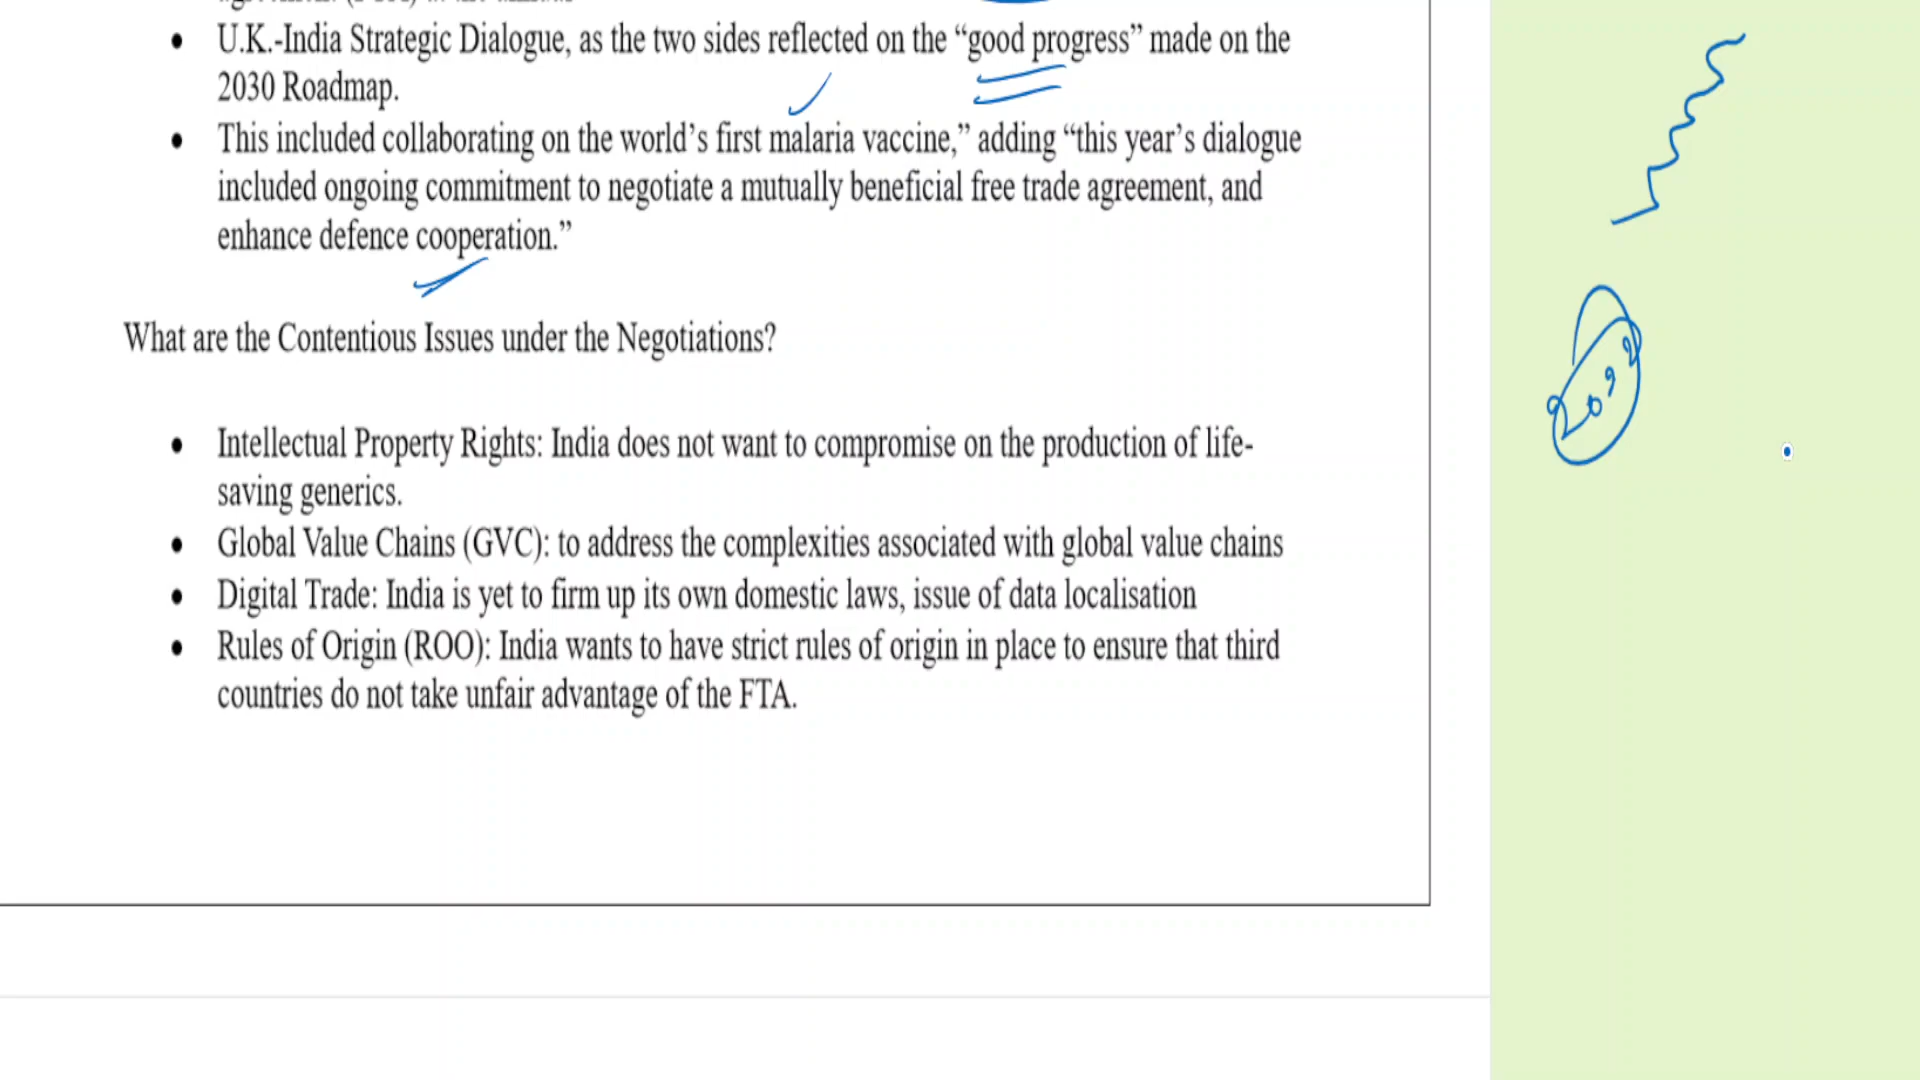 U.K.-India Strategic Dialogue, as the two sides reflected on the “good progress” made on the
2030 Roadmap.
This included collaborating on the world’s first malaria vaccine,” adding “this year’s dialogue
included ongoing commitment to negotiate a mutually beneficial free trade agreement, and
enhance defence cooperation.”
What are the Contentious Issues under the Negotiations?
Intellectual Property Rights: India does not want to compromise on the production of life-
saving generics.
Global Value Chains (GVC): to address the complexities associated with global value chains
Digital Trade: India is yet to firm up its own domestic laws, issue of data localisation
Rules of Origin (ROO): India wants to have strict rules of origin in place to ensure that third
countries do not take unfair advantage of the FTA.